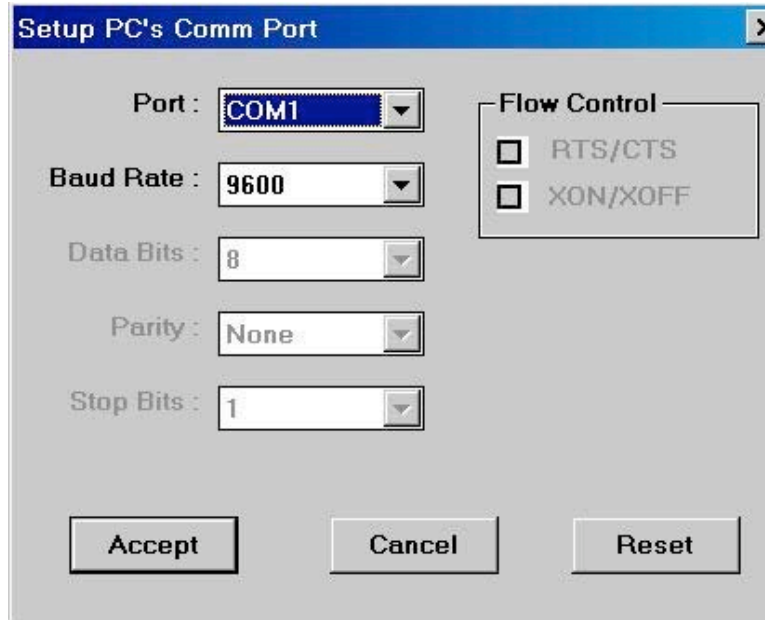 Setup PC's Comm Port
Port : COM1
Baud Rate : 9600
Data Bits : 8
Parity : None
Stop Bits : 1
Flow Control
RTS/CTS
XON/XOFF
Accept Cancel Reset